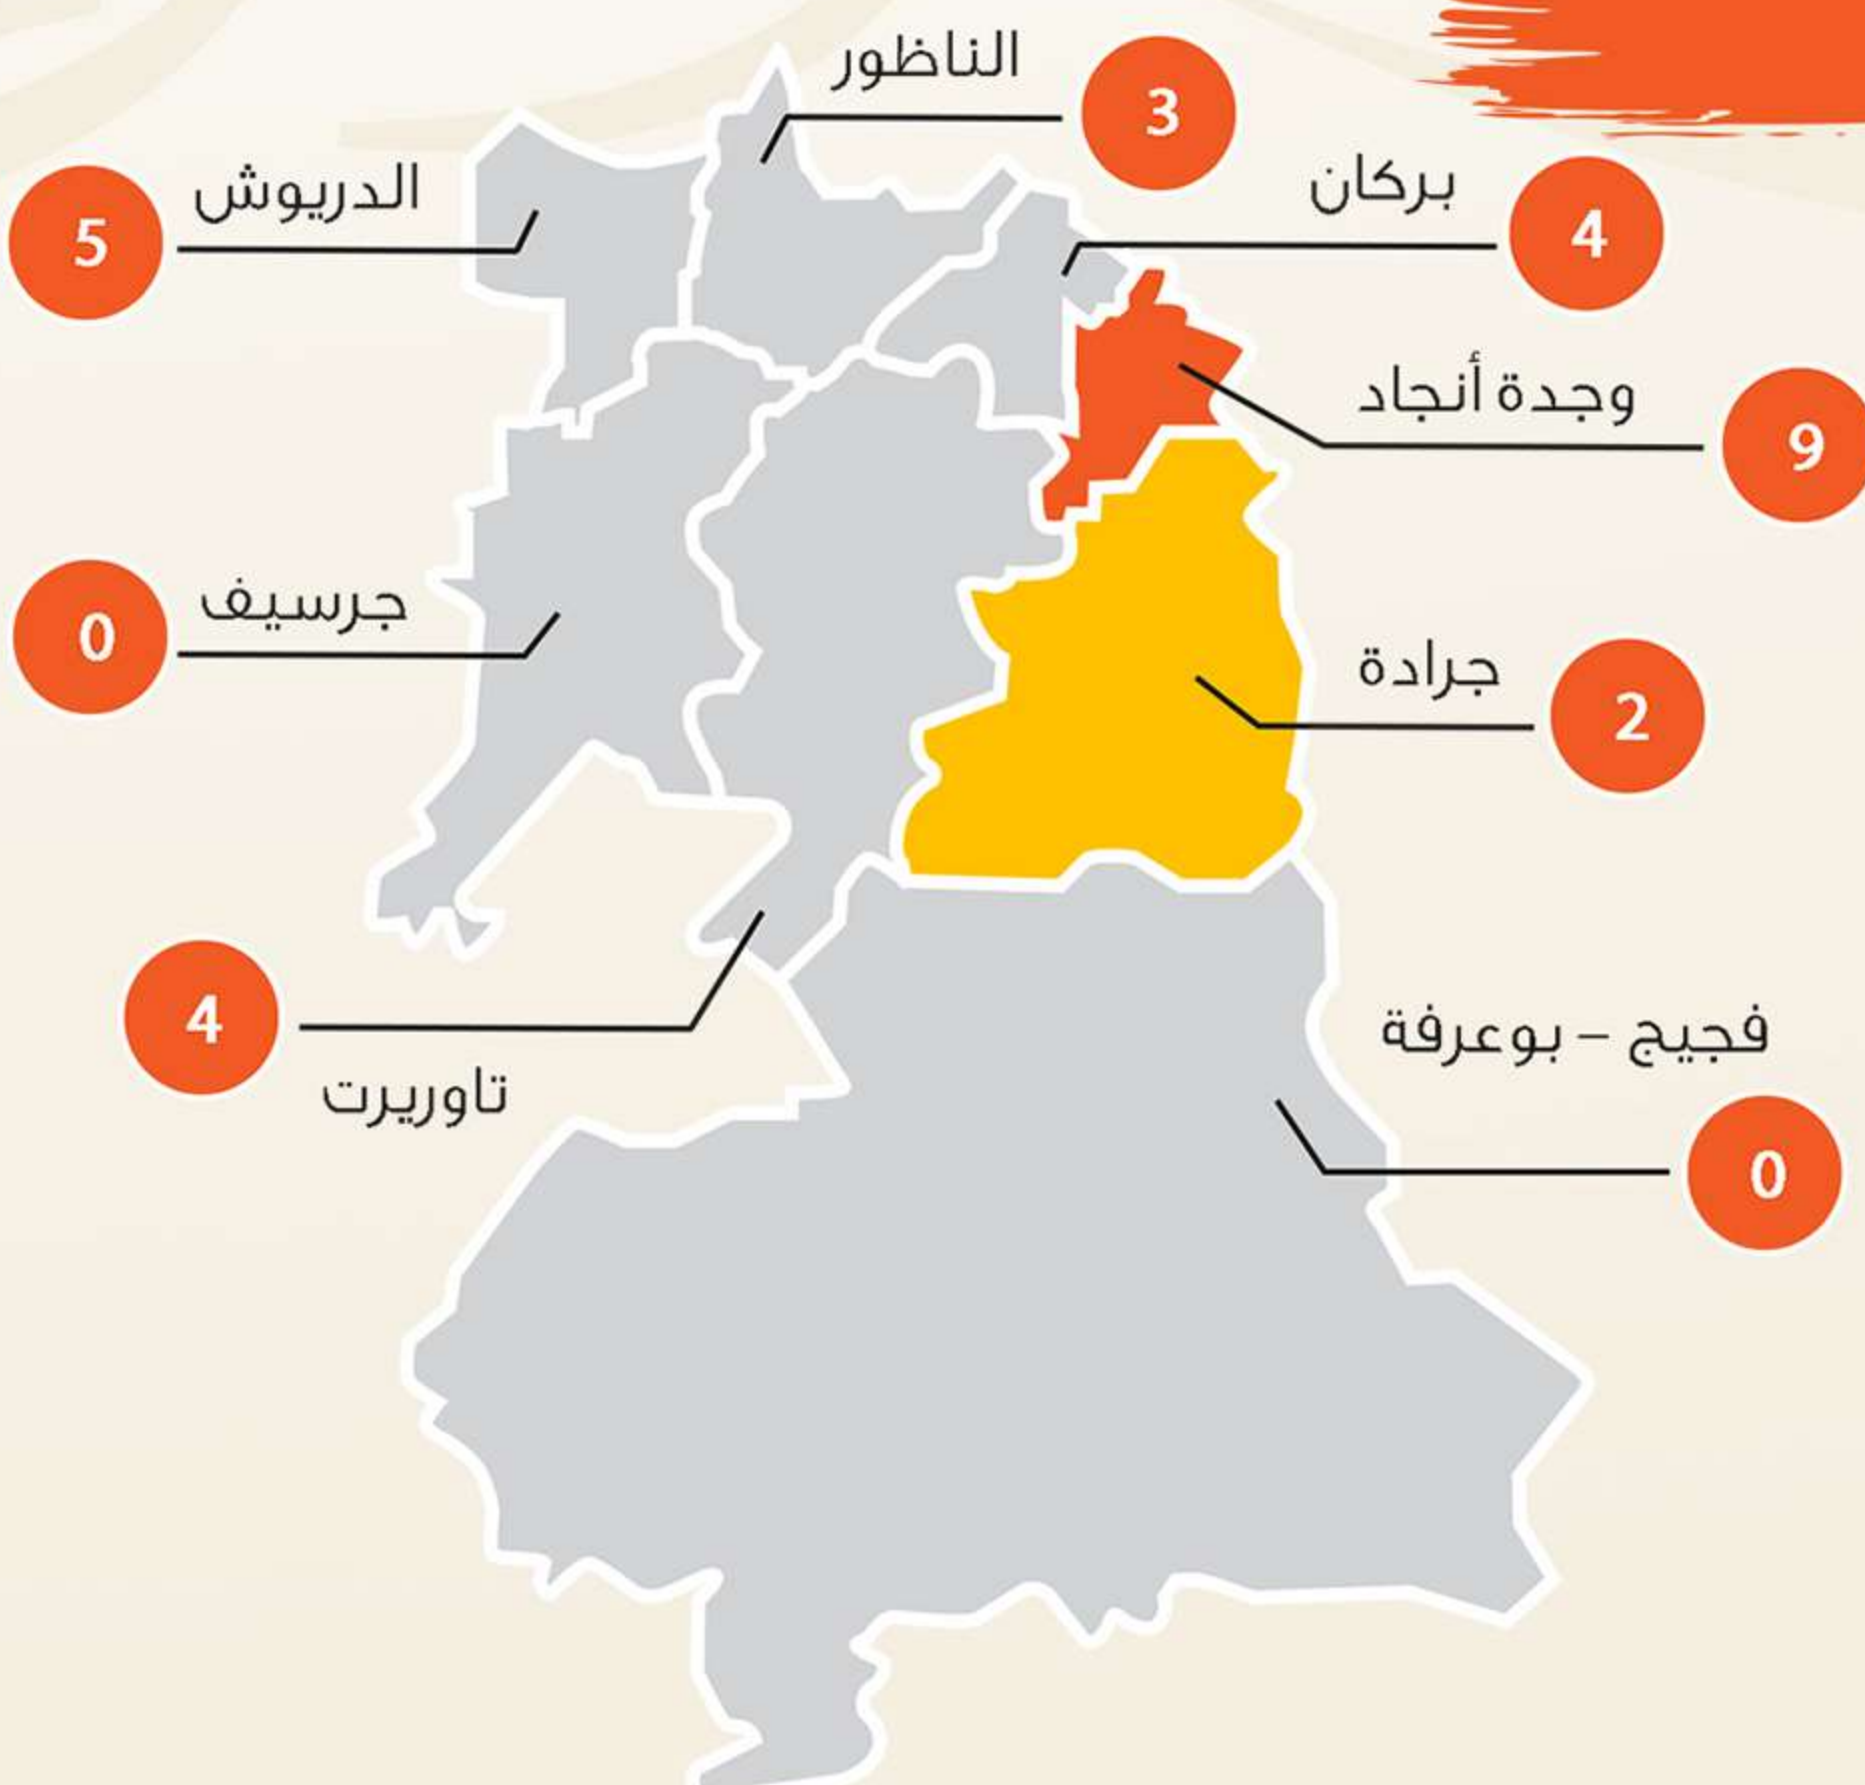 الناظور
3
بركان
4
الدريوش
5
وجدة أنجاد
9
جرسيف
0
جرادة
2
تاوريرت
4
فجيج – بوعرفة
0